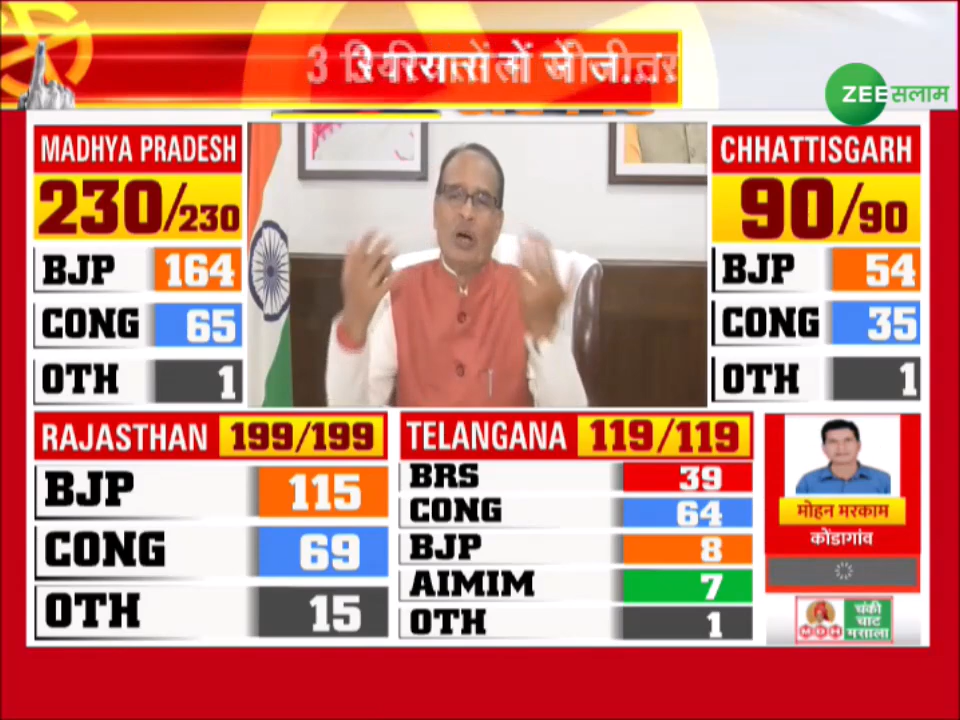 ZEE सलाम
MADHYA PRADESH
230/230
BJP 164
CONG 65
OTH 1
CHHATTISGARH
90/90
BJP 54
CONG 35
OTH 1
RAJASTHAN 199/199
BJP 115
CONG 69
OTH 15
TELANGANA 119/119
BRS 39
CONG 64
BJP 8
AIMIM 7
OTH 1
मोहन मरकाम
कोंडागांव
MDH
चंकी
चाट
मसाला